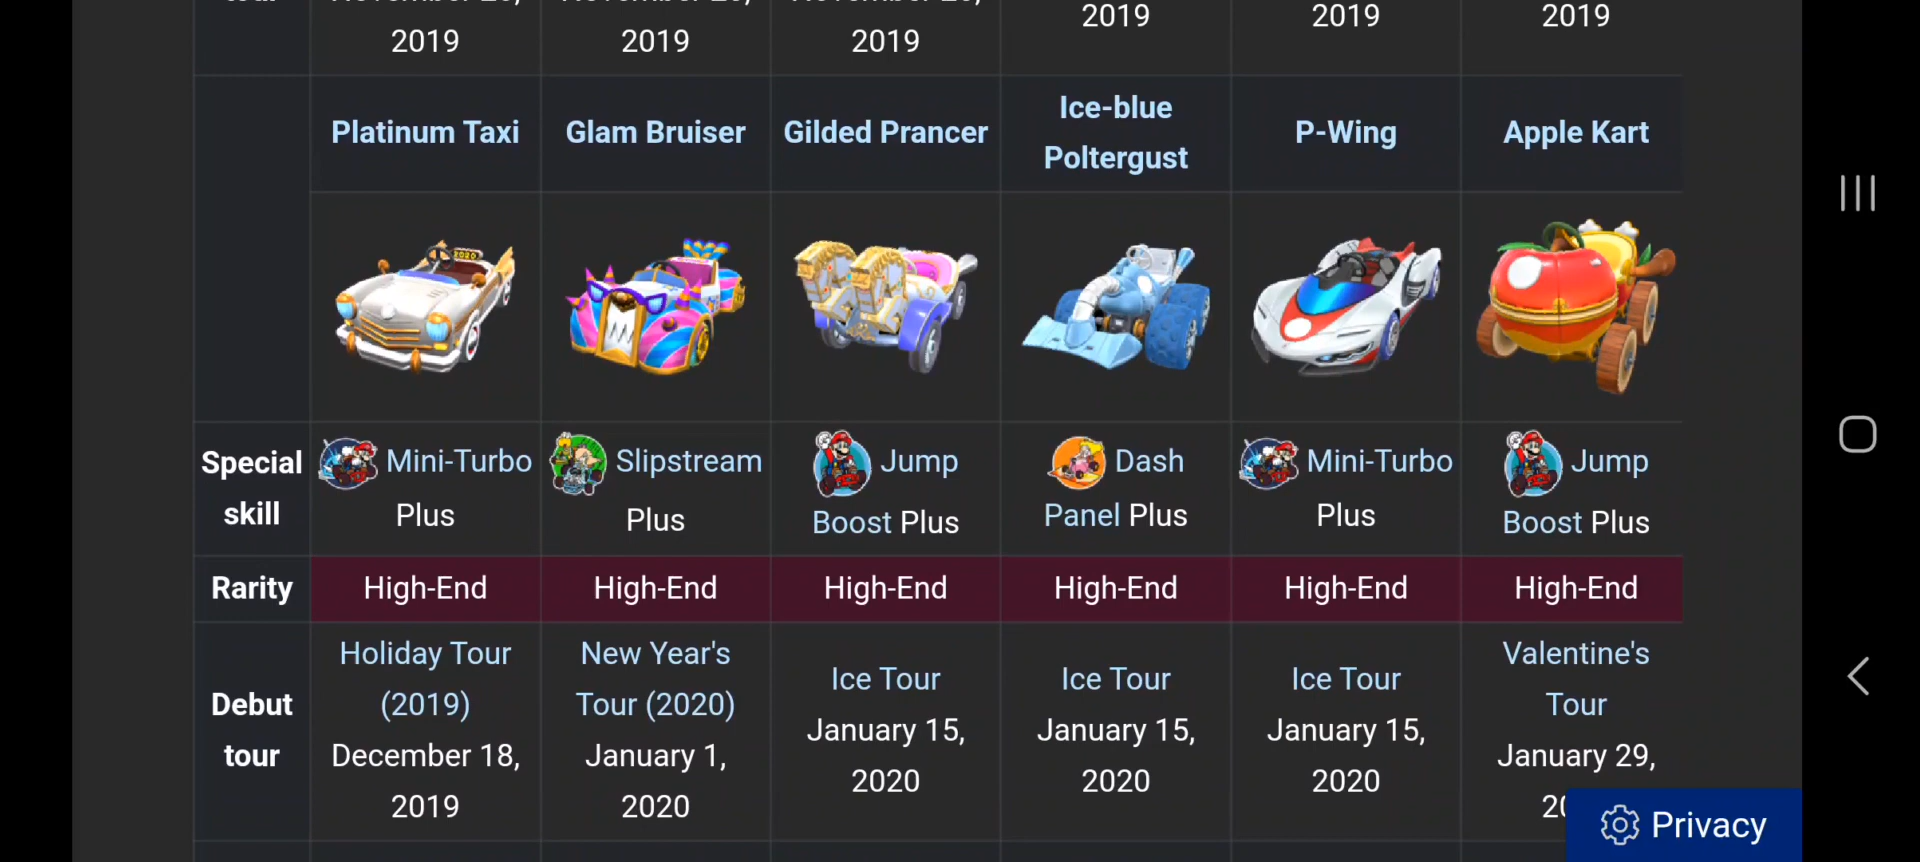 2019
2019
2019
2019
2019
2019
Platinum Taxi
Glam Bruiser
Gilded Prancer
Ice-blue
Poltergust
P-Wing
Apple Kart
2020
Special
skill
Mini-Turbo
Plus
Slipstream
Plus
Jump
Boost Plus
Dash
Panel Plus
Mini-Turbo
Plus
Jump
Boost Plus
Rarity
High-End
High-End
High-End
High-End
High-End
High-End
Debut
tour
Holiday Tour
(2019)
December 18,
2019
New Year's
Tour (2020)
January 1,
2020
Ice Tour
January 15,
2020
Ice Tour
January 15,
2020
Ice Tour
January 15,
2020
Valentine's
Tour
January 29,
Privacy